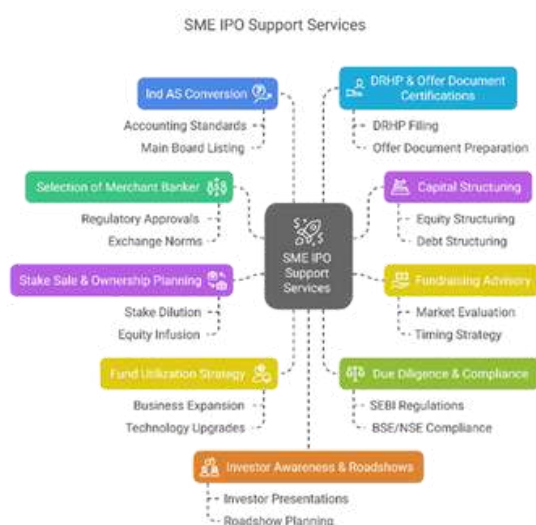 SME IPO Support Services
Ind AS Conversion
Accounting Standards
Main Board Listing
Selection of Merchant Banker
Regulatory Approvals
Exchange Norms
Stake Sale & Ownership Planning
Stake Dilution
Equity Infusion
Fund Utilization Strategy
Business Expansion
Technology Upgrades
SME IPO
Support
Services
DRHP & Offer Document
Certifications
DRHP Filing
Offer Document Preparation
Capital Structuring
Equity Structuring
Debt Structuring
Fundraising Advisory
Market Evaluation
Timing Strategy
Due Diligence & Compliance
SEBI Regulations
BSE/NSE Compliance
Investor Awareness & Roadshows
Investor Presentations
Roadshow Planning